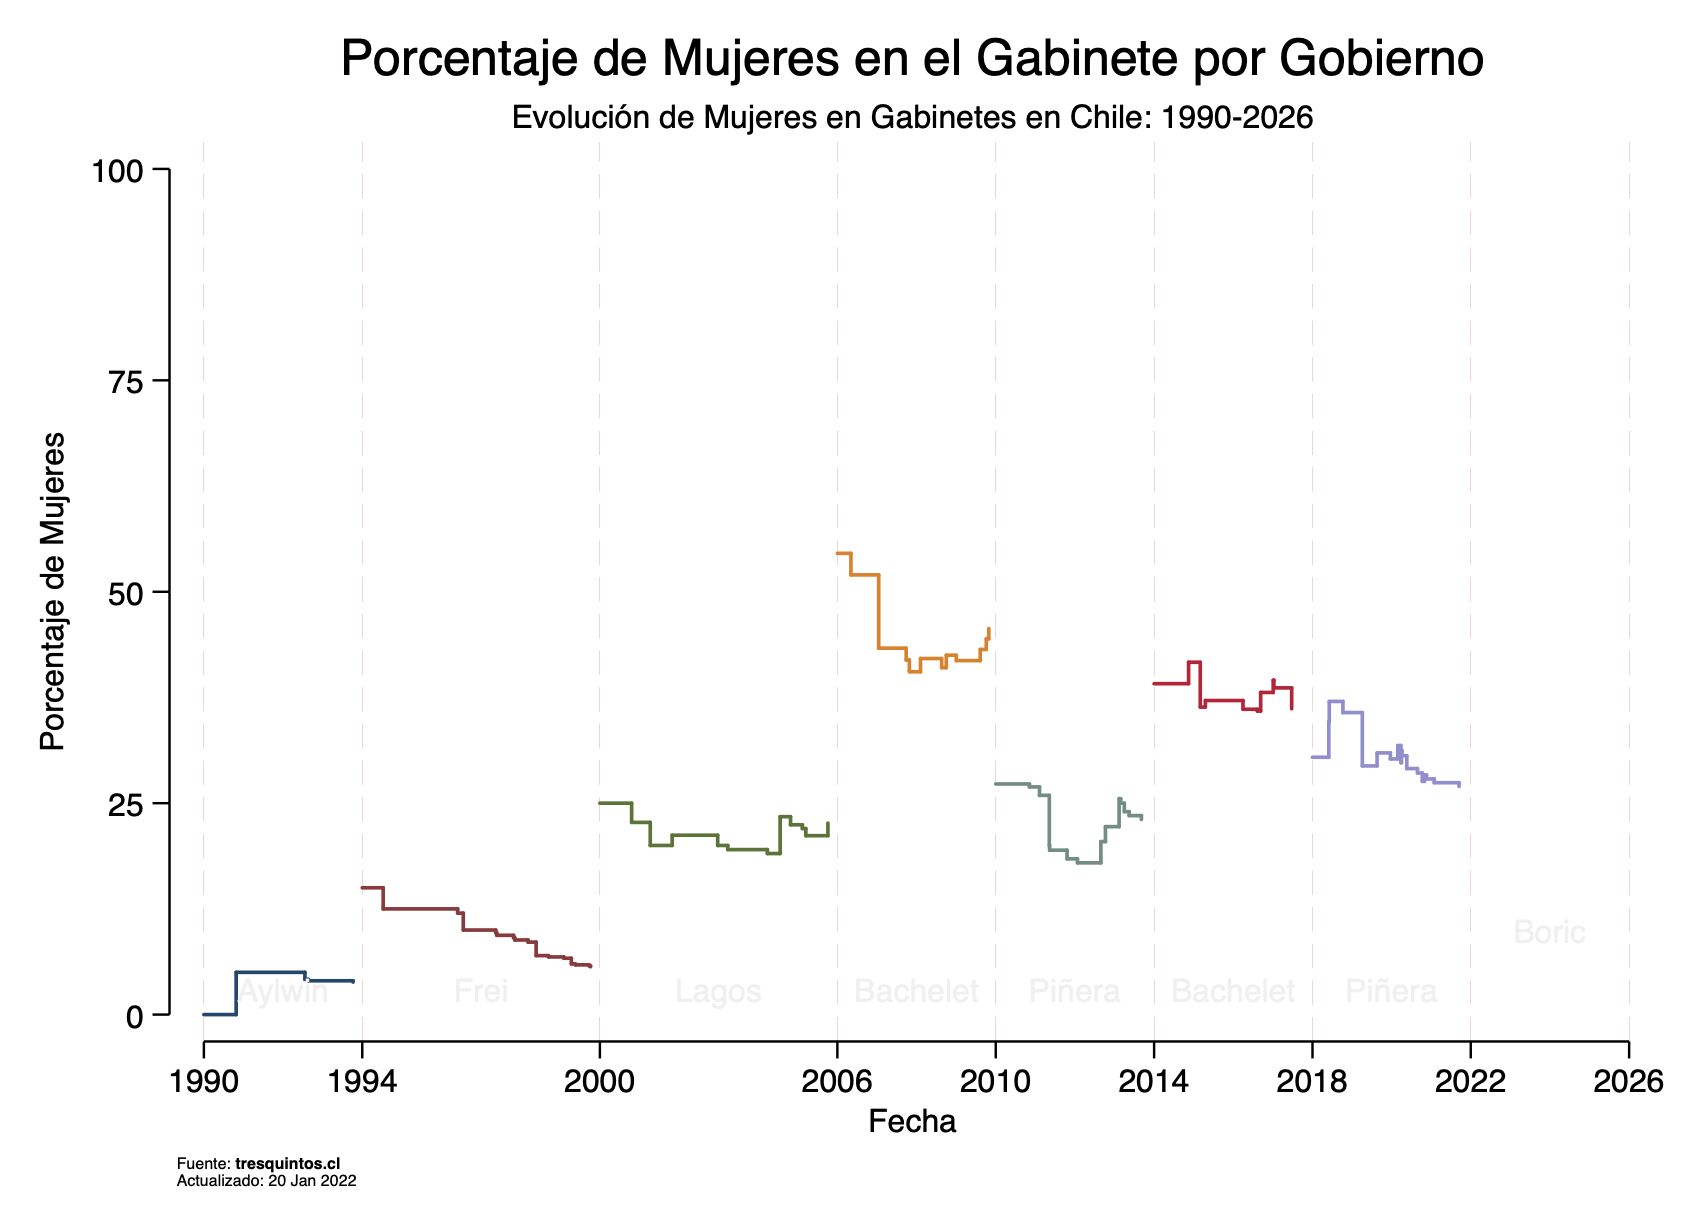 Porcentaje de Mujeres en el Gabinete por Gobierno
Evolución de Mujeres en Gabinetes en Chile: 1990-2026
Porcentaje de Mujeres
100
75
50
25
0
Boric
Aylwin Frei Lagos Bachelet Piñera Bachelet Piñera
1990 1994 2000 2006 2010 2014 2018 2022 2026
Fecha
Fuente: tresquintos.cl
Actualizado: 20 Jan 2022